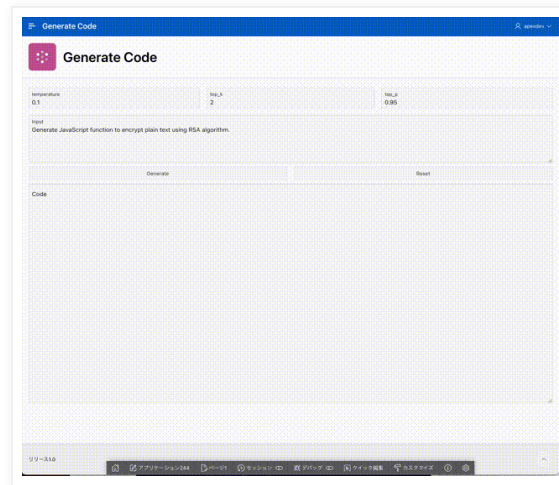 Generate Code
apexdev
Generate Code
temperature
0.1
top_k
2
top_p
0.95
Input
Generate JavaScript function to encrypt plain text using RSA algorithm.
Generate
Reset
Code
リリース1.0
アプリケーション244 ページ1 セッション デバッグ クイック編集 カスタマイズ